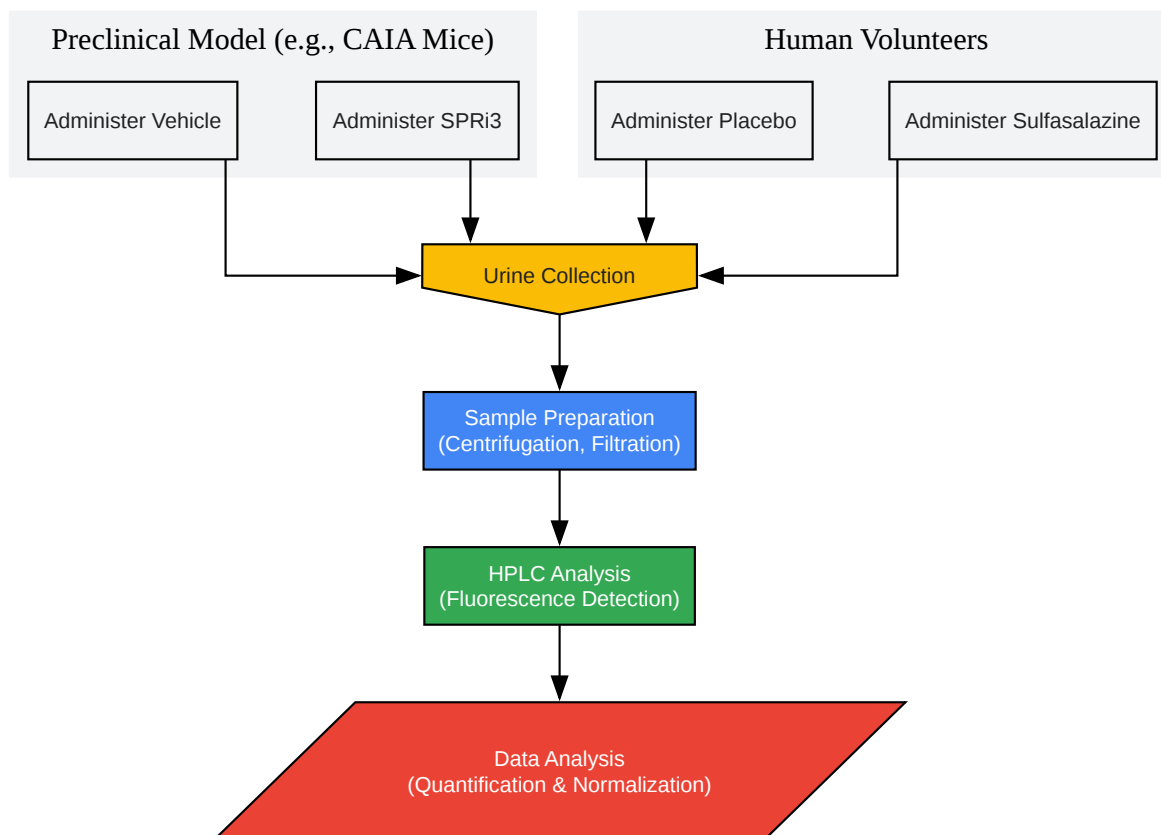 Preclinical Model (e.g., CAIA Mice)
Human Volunteers
Administer Vehicle
Administer SPRi3
Administer Placebo
Administer Sulfasalazine
Urine Collection
Sample Preparation
(Centrifugation, Filtration)
HPLC Analysis
(Fluorescence Detection)
Data Analysis
(Quantification & Normalization)